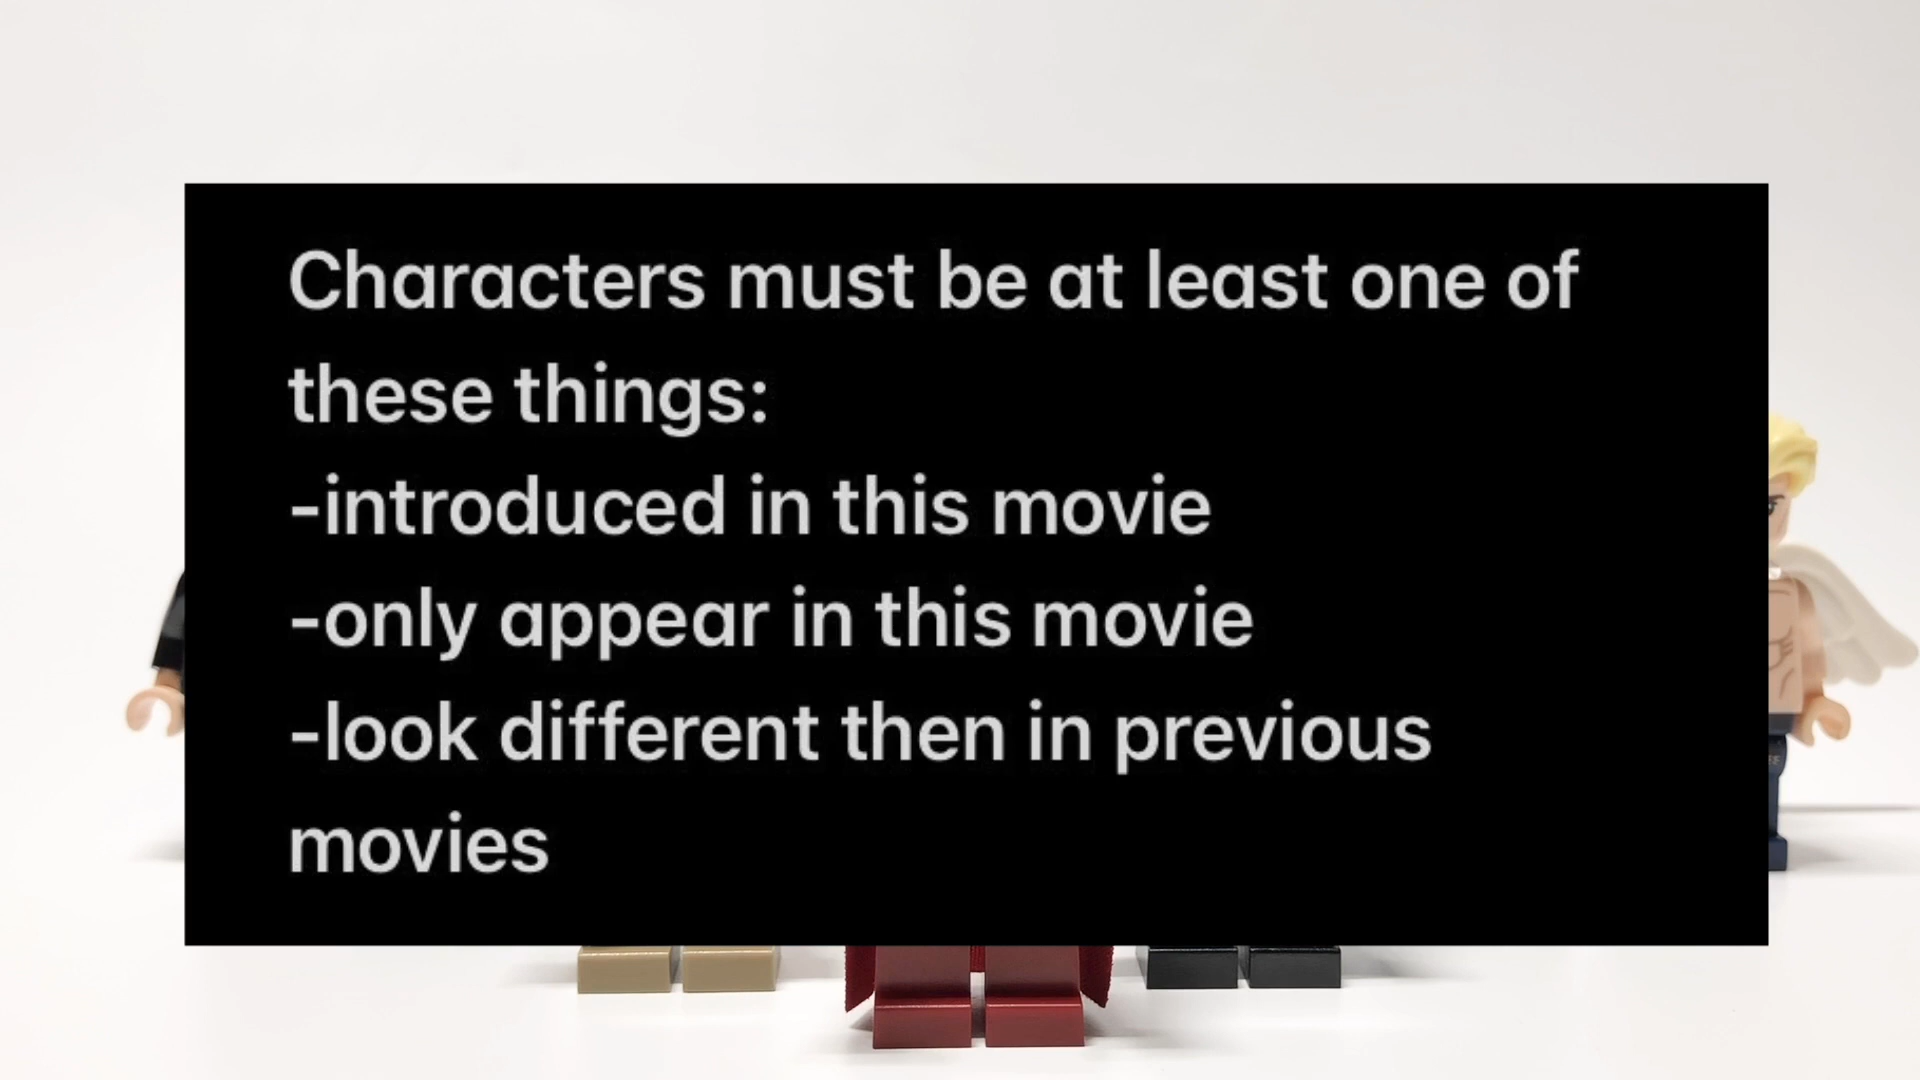 Characters must be at least one of
these things:
-introduced in this movie
-only appear in this movie
-look different then in previous
movies